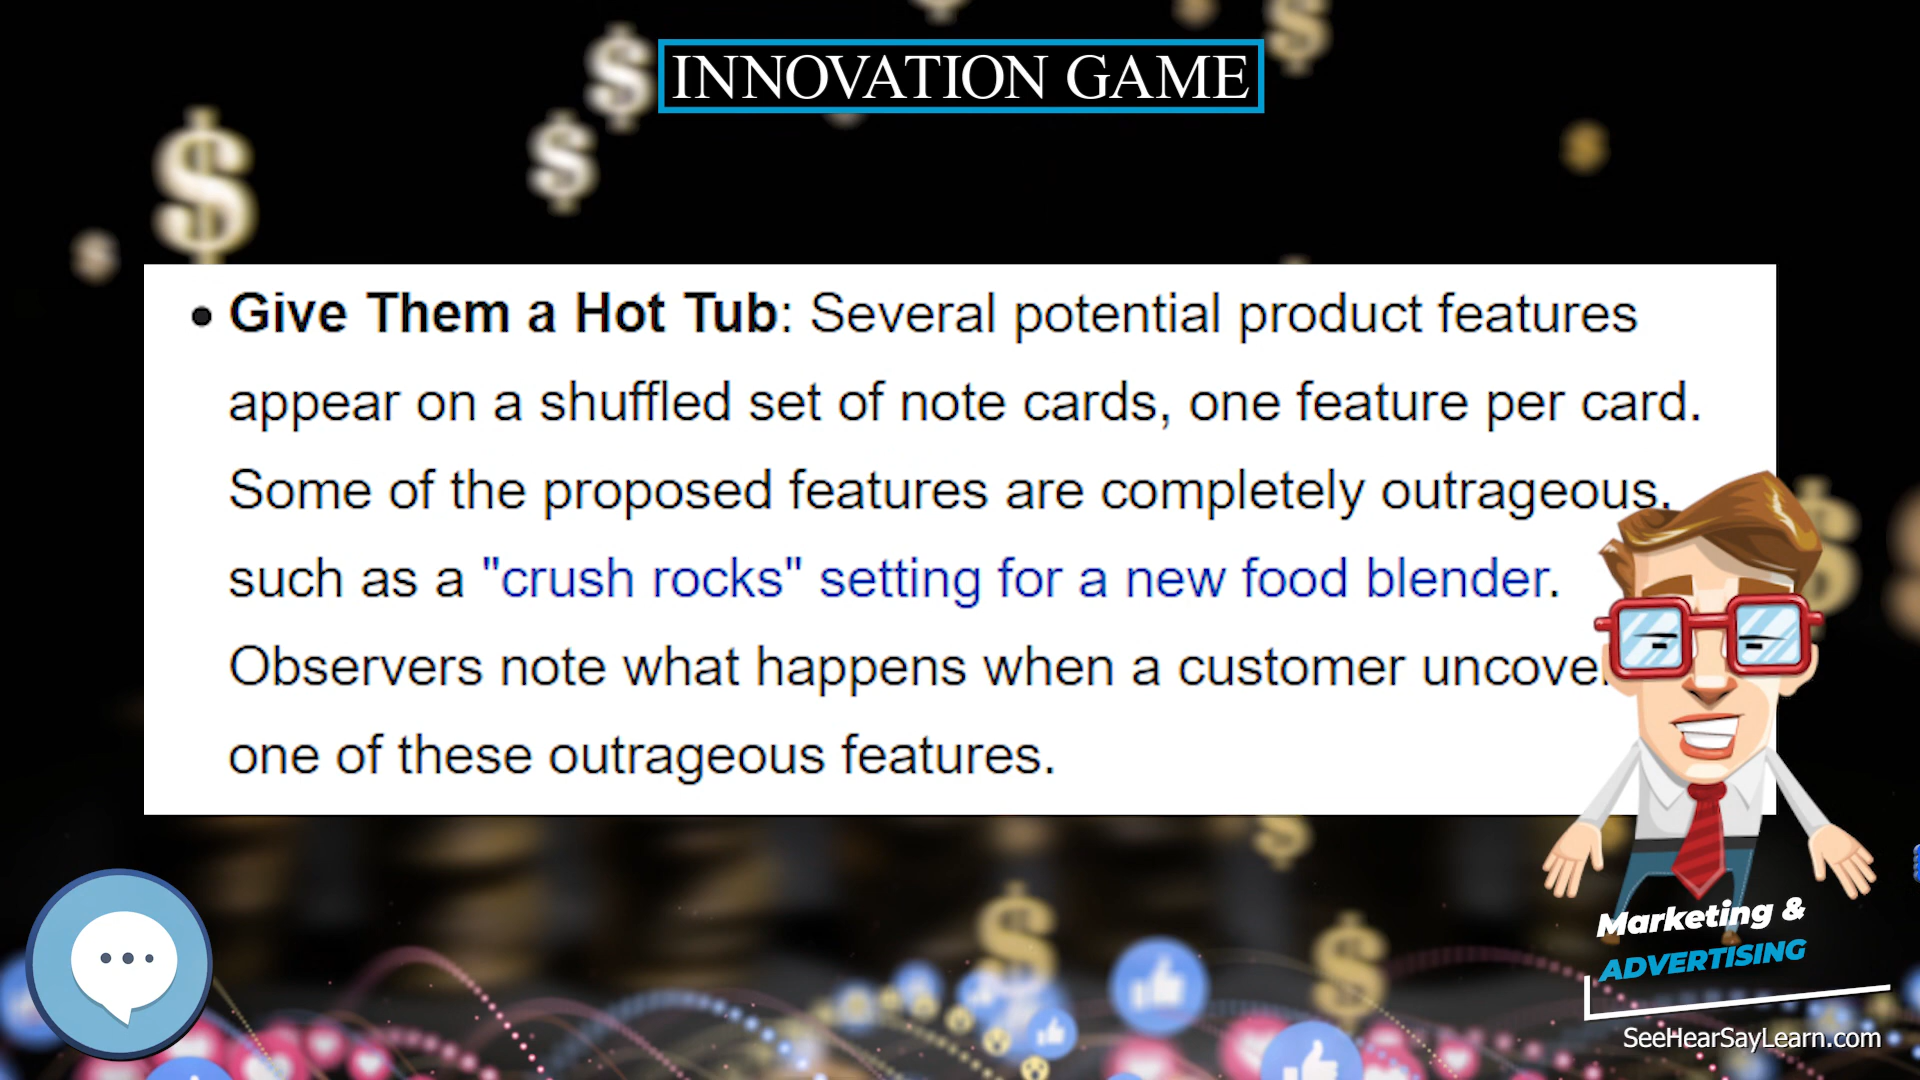 INNOVATION GAME
• Give Them a Hot Tub: Several potential product features
appear on a shuffled set of note cards, one feature per card.
Some of the proposed features are completely outrageous,
such as a "crush rocks" setting for a new food blender.
Observers note what happens when a customer
one of these outrageous features.
Marketing &
ADVERTISING
SeeHearSayLearn.com